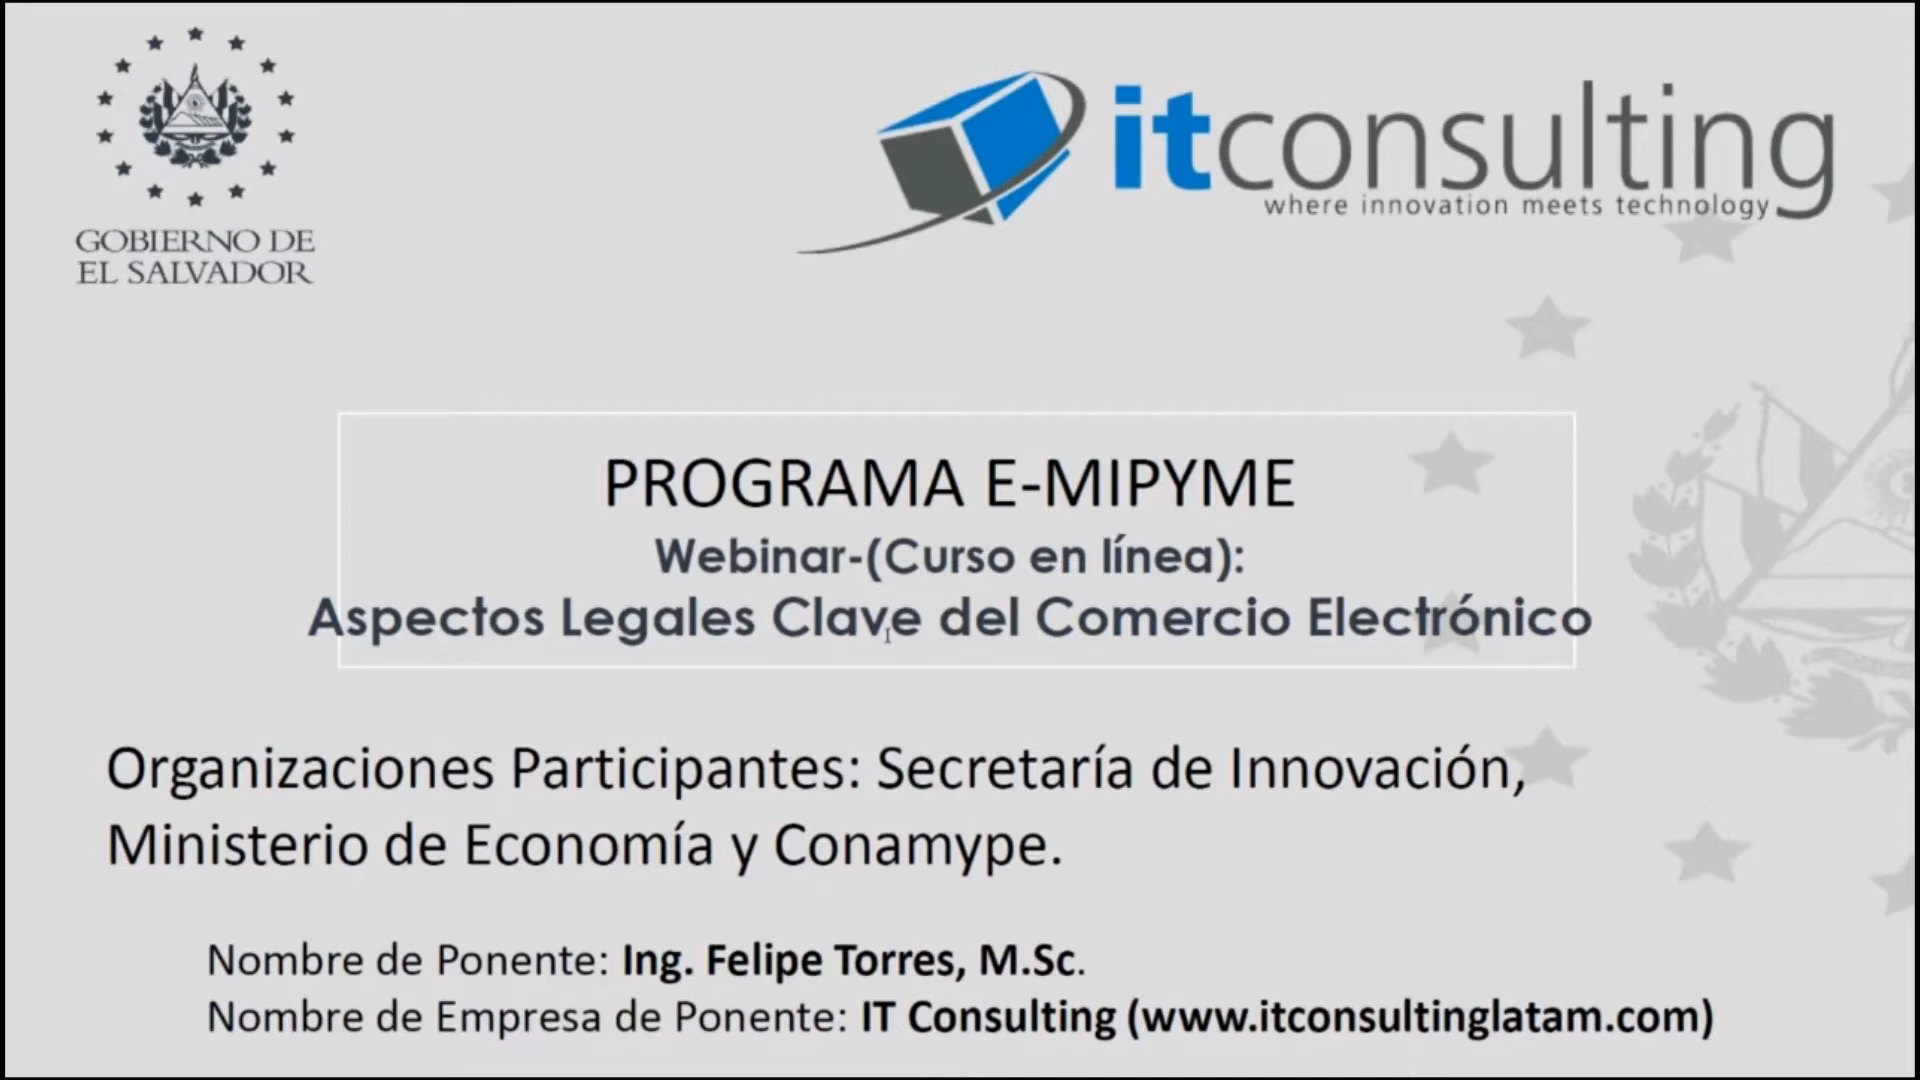 GOBIERNO DE
EL SALVADOR
itconsulting
where innovation meets technology
PROGRAMA E-MIPYME
Webinar-(Curso en línea):
Aspectos Legales Clave del Comercio Electrónico
Organizaciones Participantes: Secretaría de Innovación,
Ministerio de Economía y Conamype.
Nombre de Ponente: Ing. Felipe Torres, M.Sc.
Nombre de Empresa de Ponente: IT Consulting (www.itconsultinglatam.com)